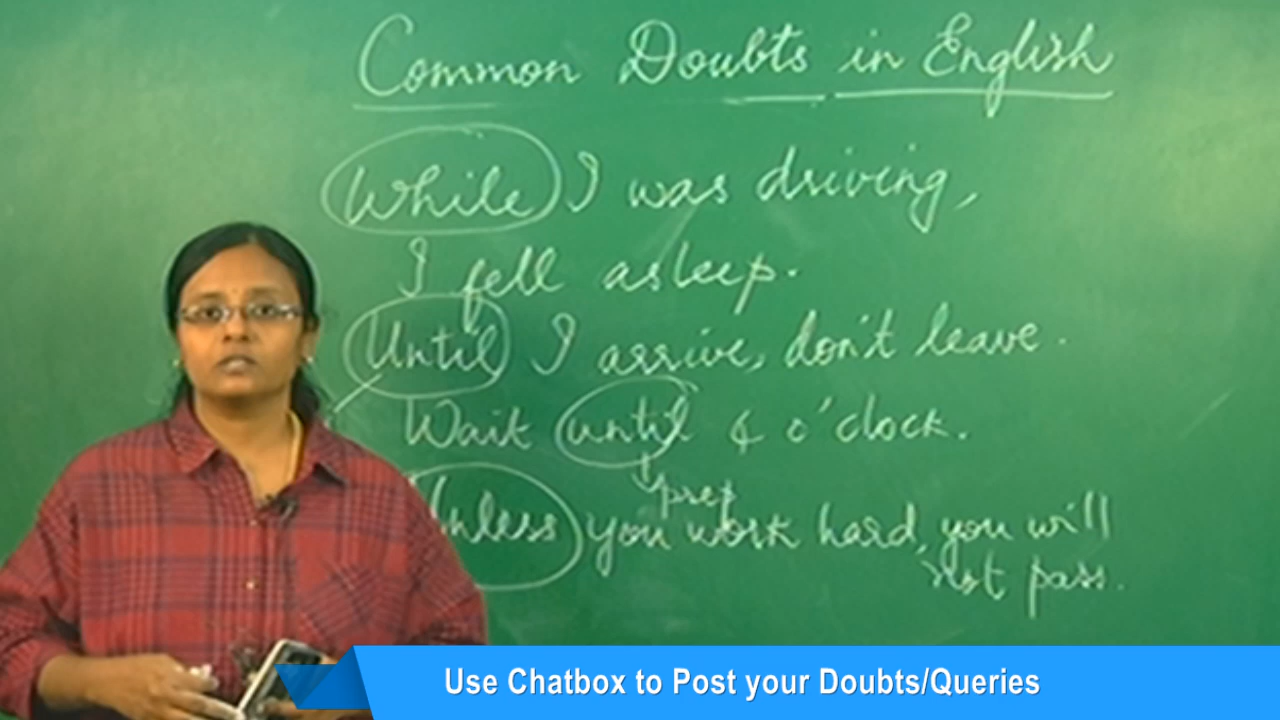 Common Doubts in English
While I was driving,
I fell asleep.
Until I arrive, don't leave.
Wait until 4 o'clock.
prep
Unless you work hard, you will
not pass.
Use Chatbox to Post your Doubts/Queries